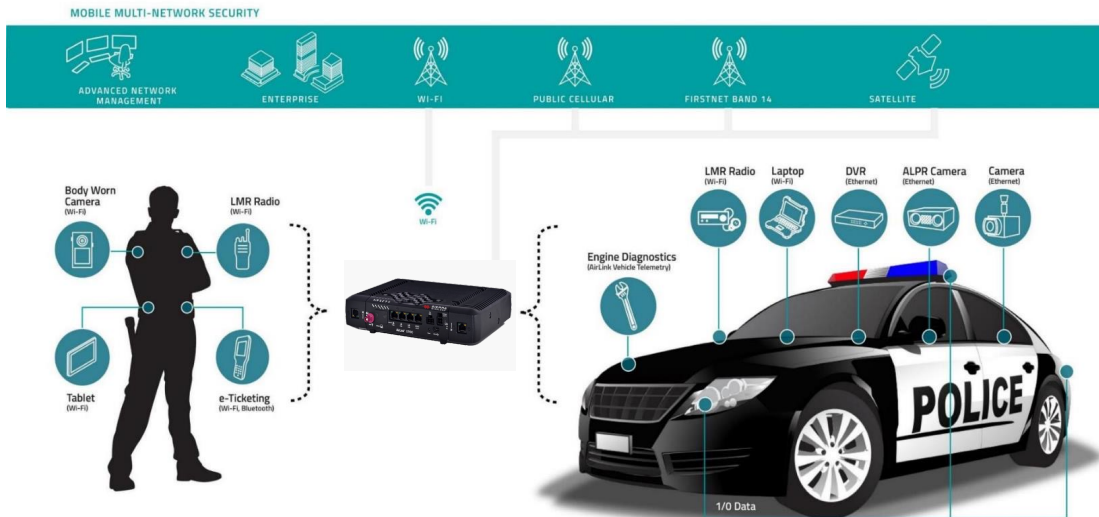 MOBILE MULTI-NETWORK SECURITY
ADVANCED NETWORK
MANAGEMENT
ENTERPRISE
WI-FI
PUBLIC CELLULAR
FIRSTNET BAND 14
SATELLITE
Wi-Fi
Body Worn
Camera
(Wi-Fi)
LMR Radio
(Wi-Fi)
Tablet
(Wi-Fi)
e-Ticketing
(Wi-Fi, Bluetooth)
Engine Diagnostics
(AirLink Vehicle Telemetry)
LMR Radio
(Wi-Fi)
Laptop
(Wi-Fi)
DVR
(Ethernet)
ALPR Camera
(Ethernet)
Camera
(Ethernet)
POLICE
1/0 Data